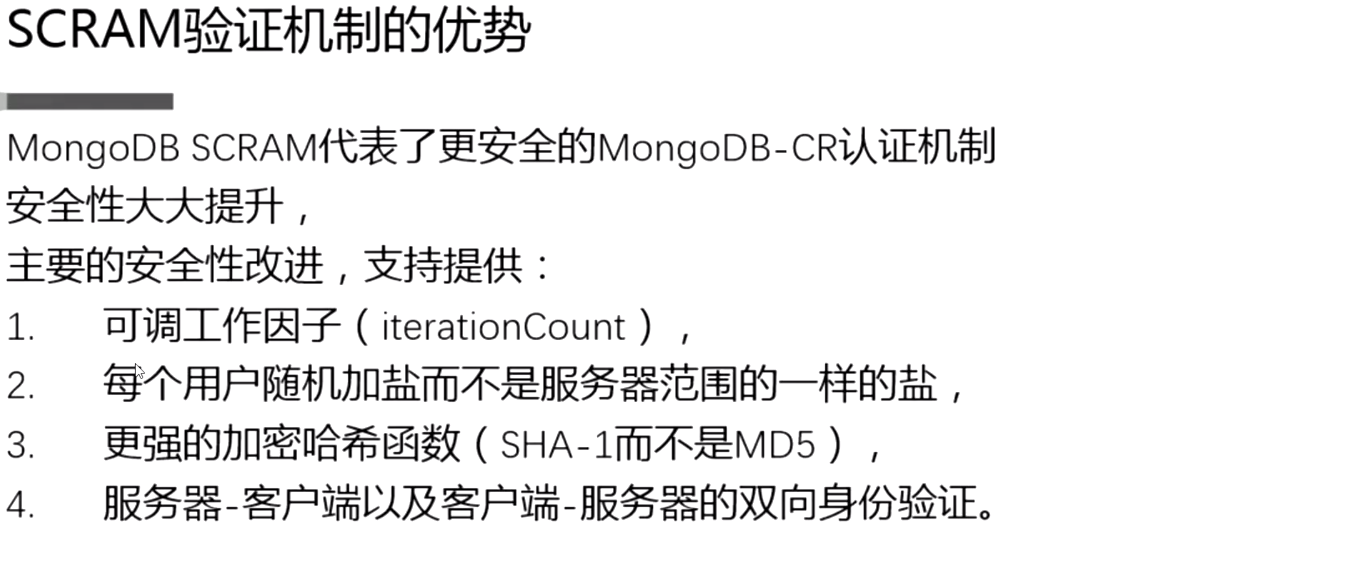 SCRAM验证机制的优势
MongoDB SCRAM代表了更安全的MongoDB-CR认证机制
安全性大大提升，
主要的安全性改进，支持提供：
1. 可调工作因子（iterationCount），
2. 每个用户随机加盐而不是服务器范围的一样的盐，
3. 更强的加密哈希函数（SHA-1而不是MD5），
4. 服务器-客户端以及客户端-服务器的双向身份验证。